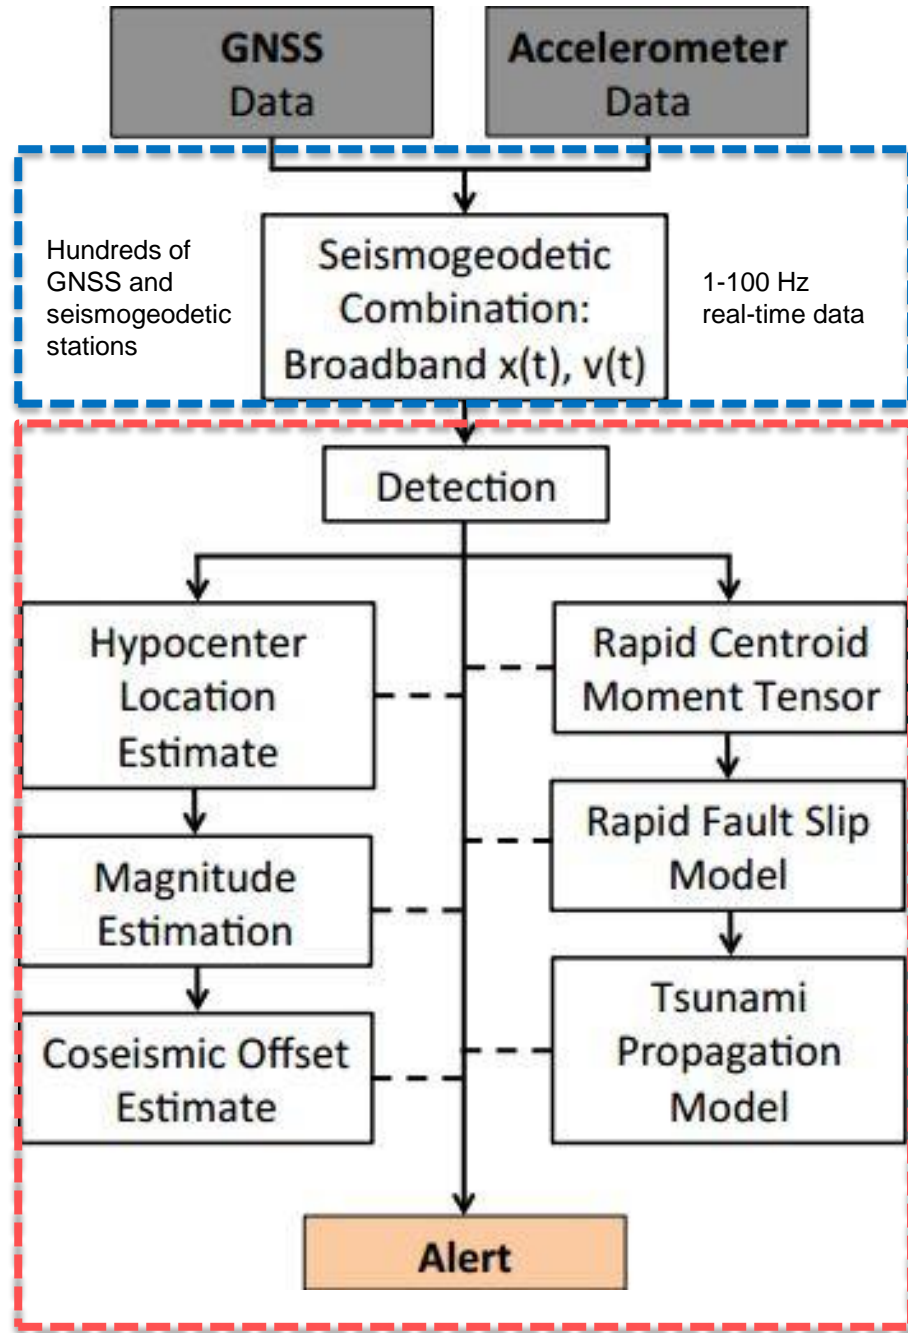 GNSS
Data
Accelerometer
Data
Hundreds of
GNSS and
seismogeodetic
stations
Seismogeodetic
Combination:
Broadband x(t), v(t)
1-100 Hz
real-time data
Detection
Hypocenter
Location
Estimate
Rapid Centroid
Moment Tensor
Magnitude
Estimation
Rapid Fault Slip
Model
Coseismic Offset
Estimate
Tsunami
Propagation
Model
Alert